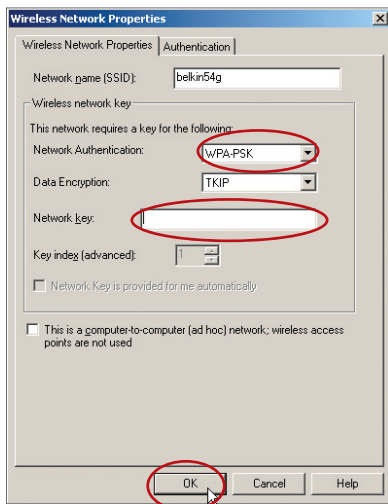 Wireless Network Properties
Wireless Network Properties
Authentication
Network name (SSID):
belkin54g
Wireless network key
This network requires a key for the following:
Network Authentication:
WPA-PSK
Data Encryption:
TKIP
Network key:
Key index (advanced):
1
Network Key is provided for me automatically
This is a computer-to-computer (ad hoc) network; wireless access
points are not used
OK
Cancel
Help